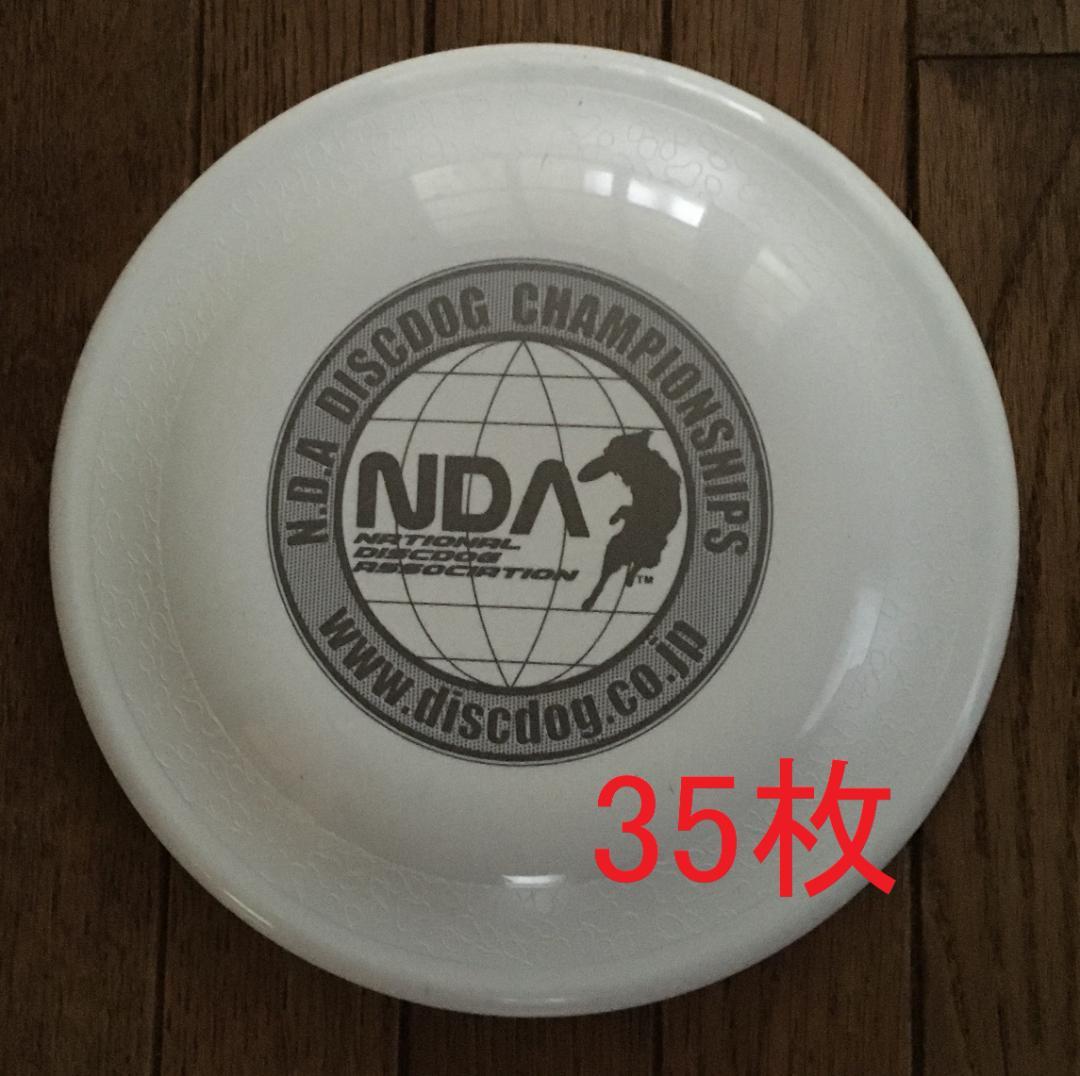 N.D.A DISCDOG CHAMPIONSHIPS
NDA
NATIONAL
DISCDOG
ASSOCIATION
TM
www.discdog.co.jp
35枚